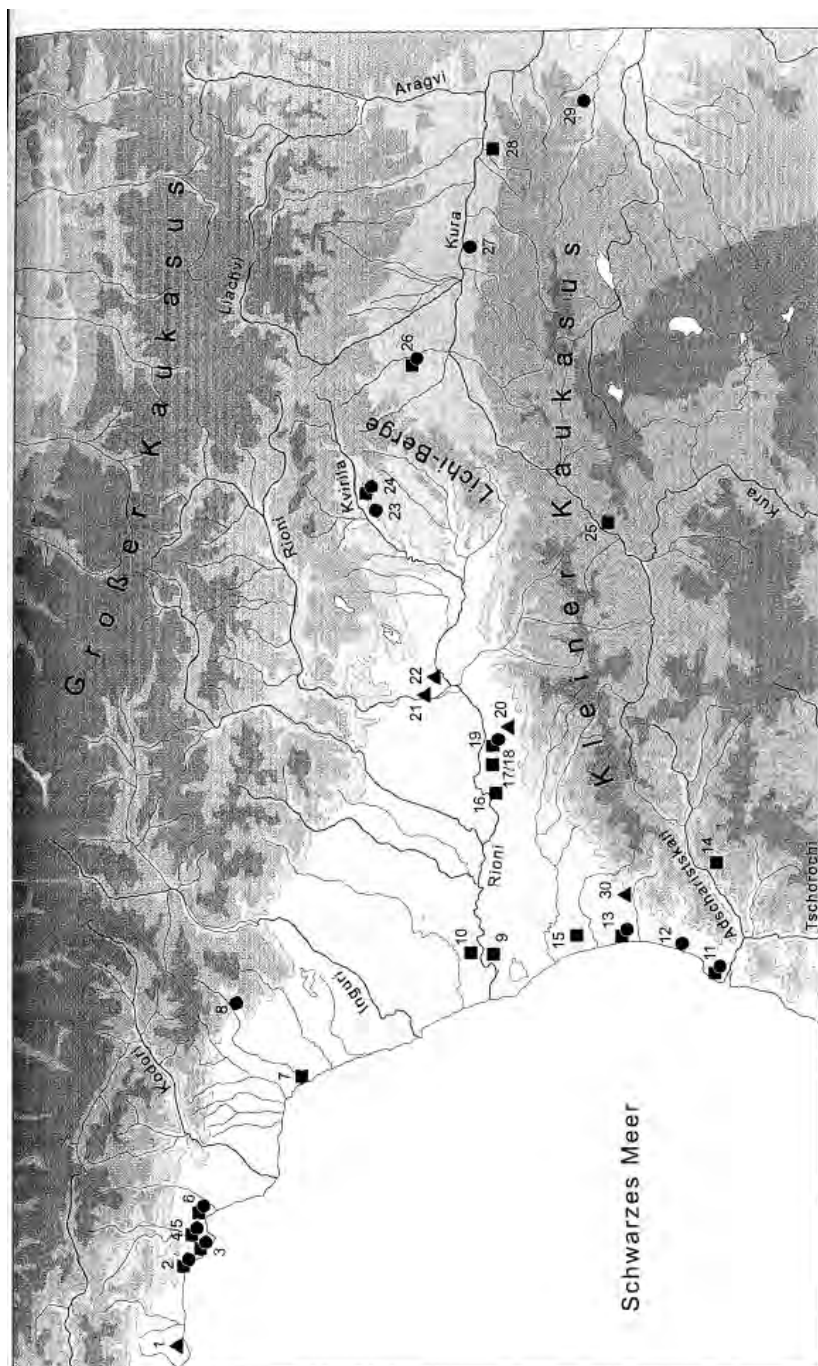 Großer Kaukasus
Kleiner Kaukasus
Lichi-Berge
Schwarzes Meer
Kodori
Inguri
Rioni
Rioni
Kvirila
Liachvi
Aragvi
Kura
Kura
Adscharistskali
Tschorochi
1
2
3
4/5
6
7
8
9
10
11
12
13
14
15
16
17/18
19
20
21
22
23
24
25
26
27
28
29
30